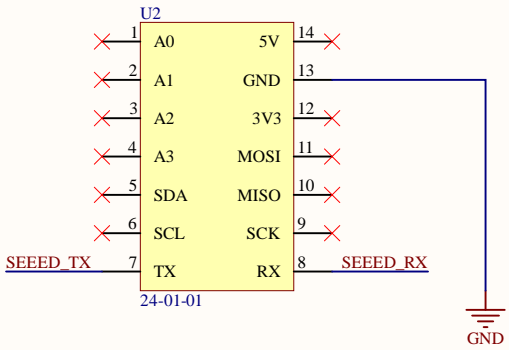 U2
1 A0 5V 14
2 A1 GND 13
3 A2 3V3 12
4 A3 MOSI 11
5 SDA MISO 10
6 SCL SCK 9
SEEED_TX 7 TX RX 8 SEEED_RX
24-01-01
GND